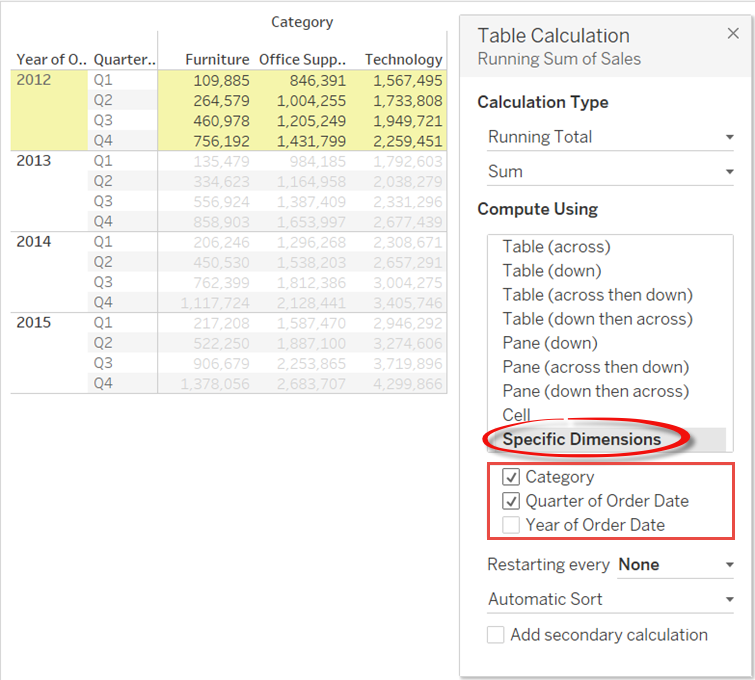 Category
Year of O.. Quarter.. Furniture Office Supp.. Technology
2012 Q1 109,885 846,391 1,567,495
Q2 264,579 1,004,255 1,733,808
Q3 460,978 1,205,249 1,949,721
Q4 756,192 1,431,799 2,259,451
2013 Q1 135,479 984,185 1,792,603
Q2 334,623 1,164,958 2,038,279
Q3 556,924 1,387,409 2,331,296
Q4 858,903 1,653,997 2,677,439
2014 Q1 206,246 1,296,268 2,308,671
Q2 450,530 1,538,203 2,657,291
Q3 762,399 1,812,386 3,004,275
Q4 1,117,724 2,128,441 3,405,746
2015 Q1 217,208 1,587,470 2,946,292
Q2 522,250 1,887,100 3,274,606
Q3 906,679 2,253,865 3,719,896
Q4 1,378,056 2,683,707 4,299,866
Table Calculation
Running Sum of Sales
Calculation Type
Running Total
Sum
Compute Using
Table (across)
Table (down)
Table (across then down)
Table (down then across)
Pane (down)
Pane (across then down)
Pane (down then across)
Cell
Specific Dimensions
Category
Quarter of Order Date
Year of Order Date
Restarting every None
Automatic Sort
Add secondary calculation